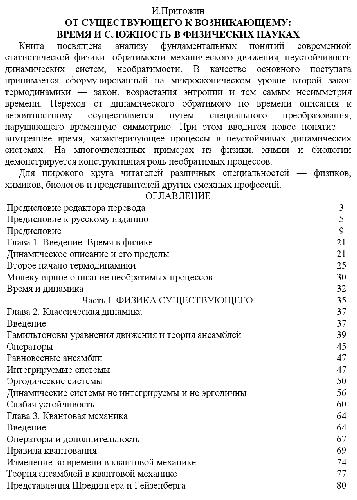 И.Пригожин
ОТ СУЩЕСТВУЮЩЕГО К ВОЗНИКАЮЩЕМУ:
ВРЕМЯ И СЛОЖНОСТЬ В ФИЗИЧЕСКИХ НАУКАХ
Книга посвящена анализу фундаментальных понятий современной
статистической физики: обратимости механического движения, неустойчивости
динамических систем, необратимости. В качестве основного постулата
принимается сформулированный на микроскопическом уровне второй закон
термодинамики — закон возрастания энтропии и тем самым несимметрия
времени. Переход от динамического обратимого по времени описания к
вероятностному осуществляется путем специального преобразования,
нарушающего временную симметрию. При этом вводится новое понятие —
внутреннее время, характеризующее процессы в неустойчивых динамических
системах. На многочисленных примерах из физики, химии и биологии
демонстрируется конструктивная роль необратимых процессов.
Для широкого круга читателей различных специальностей — физиков,
химиков, биологов и представителей других смежных профессий.
ОГЛАВЛЕНИЕ
Предисловие редактора перевода 3
Предисловие к русскому изданию 5
Предисловие 9
Глава 1. Введение. Время в физике 21
Динамическое описание и его пределы 21
Второе начало термодинамики 25
Молекулярное описание необратимых процессов 30
Время и динамика 32
Часть I. ФИЗИКА СУЩЕСТВУЮЩЕГО 35
Глава 2. Классическая динамика 37
Введение 37
Гамильтоновы уравнения движения и теория ансамблей 39
Операторы 45
Равновесные ансамбли 47
Интегрируемые системы 47
Эргодические системы 50
Динамические системы не интегрируемы и не эргодичны 56
Слабая устойчивость 60
Глава 3. Квантовая механика 64
Введение 64
Операторы и дополнительность 67
Правила квантования 69
Изменение во времени в квантовой механике 74
Теория ансамблей в квантовой механике 77
Представления Шредингера и Гейзенберга 80